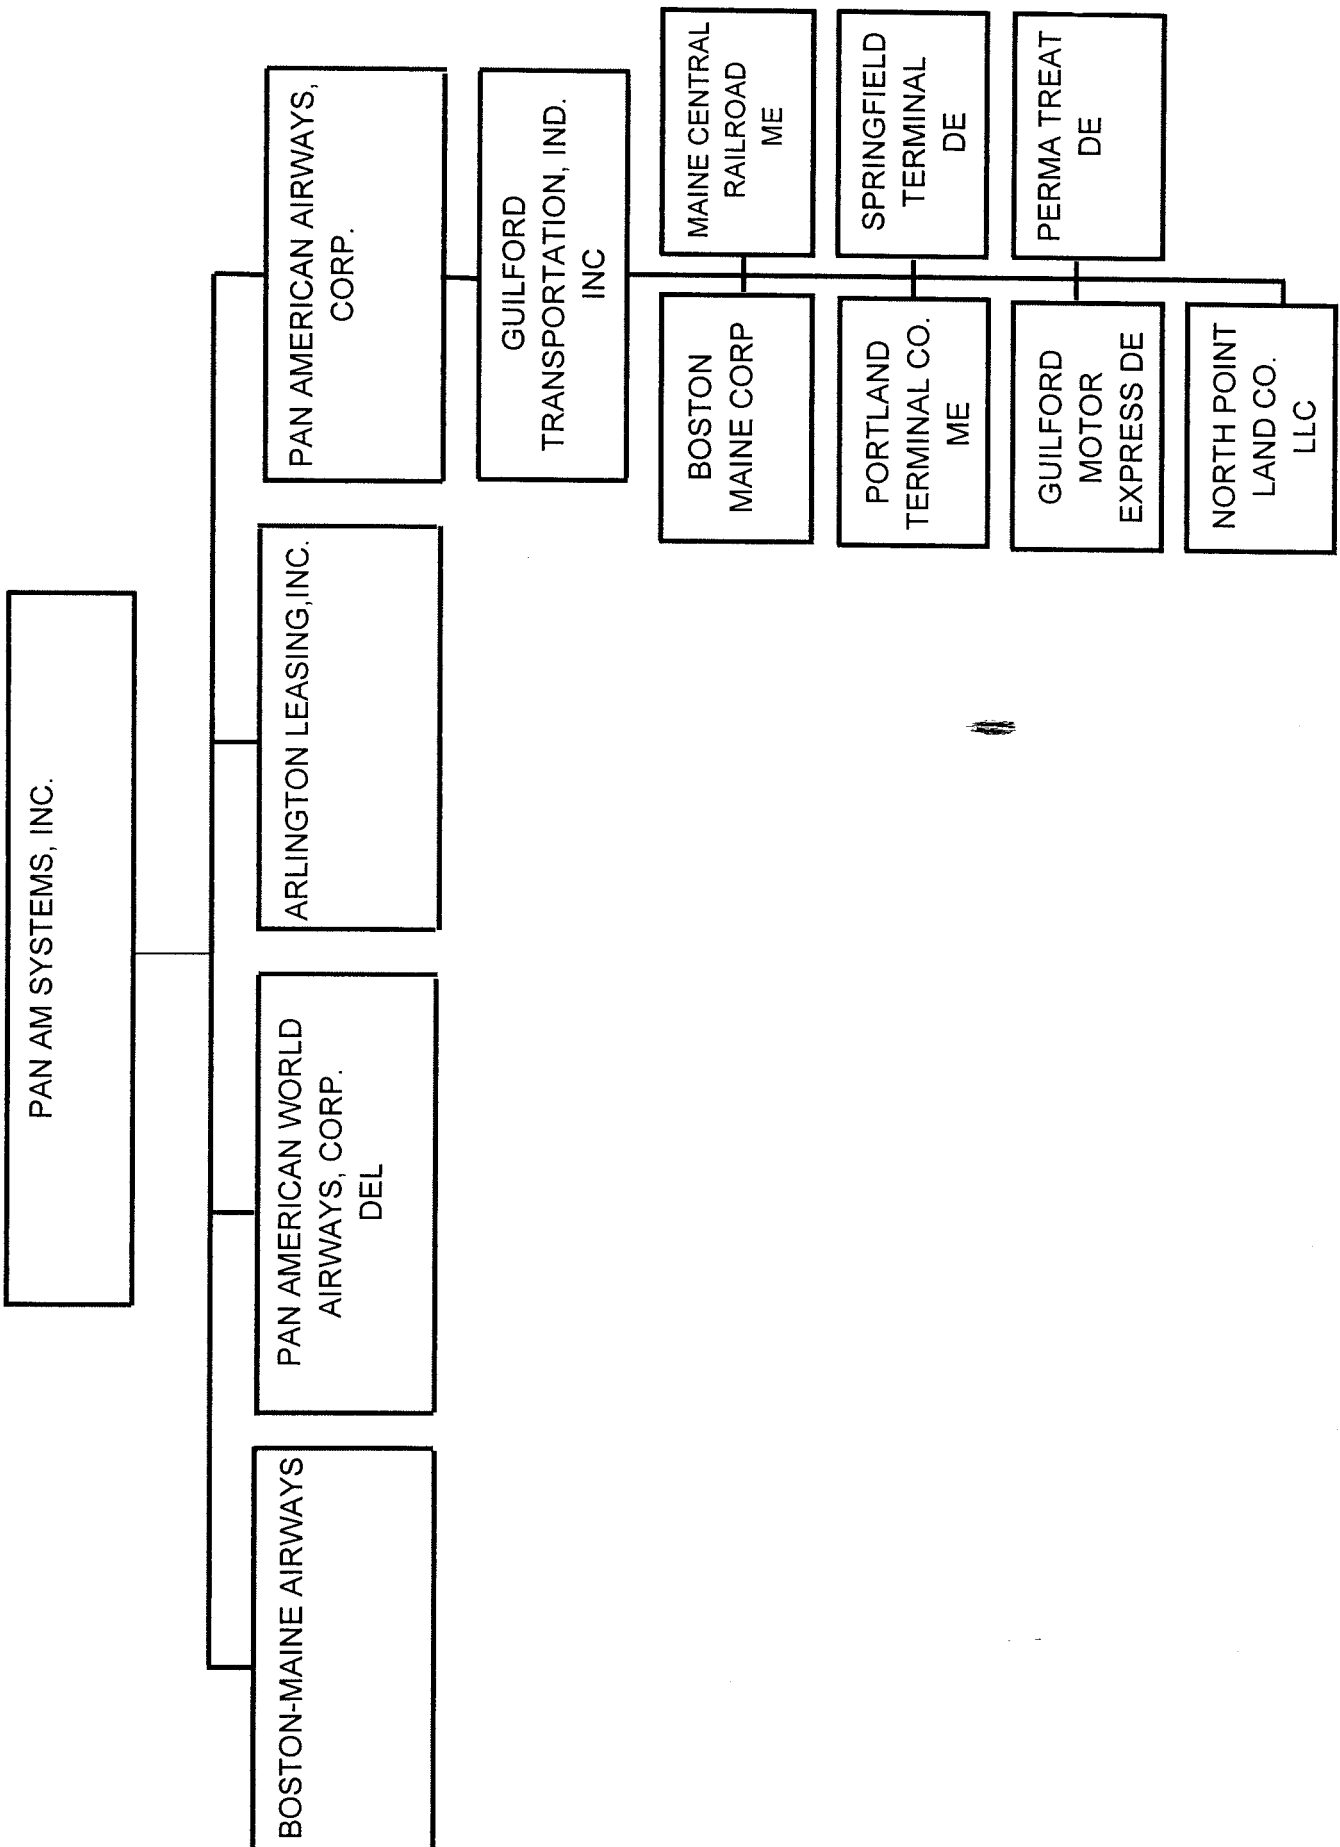 PAN AM SYSTEMS, INC.
BOSTON-MAINE AIRWAYS
PAN AMERICAN WORLD
AIRWAYS, CORP.
DEL
ARLINGTON LEASING,INC.
PAN AMERICAN AIRWAYS,
CORP.
GUILFORD
TRANSPORTATION, IND.
INC
BOSTON
MAINE CORP
MAINE CENTRAL
RAILROAD
ME
PORTLAND
TERMINAL CO.
ME
SPRINGFIELD
TERMINAL
DE
GUILFORD
MOTOR
EXPRESS DE
PERMA TREAT
DE
NORTH POINT
LAND CO.
LLC